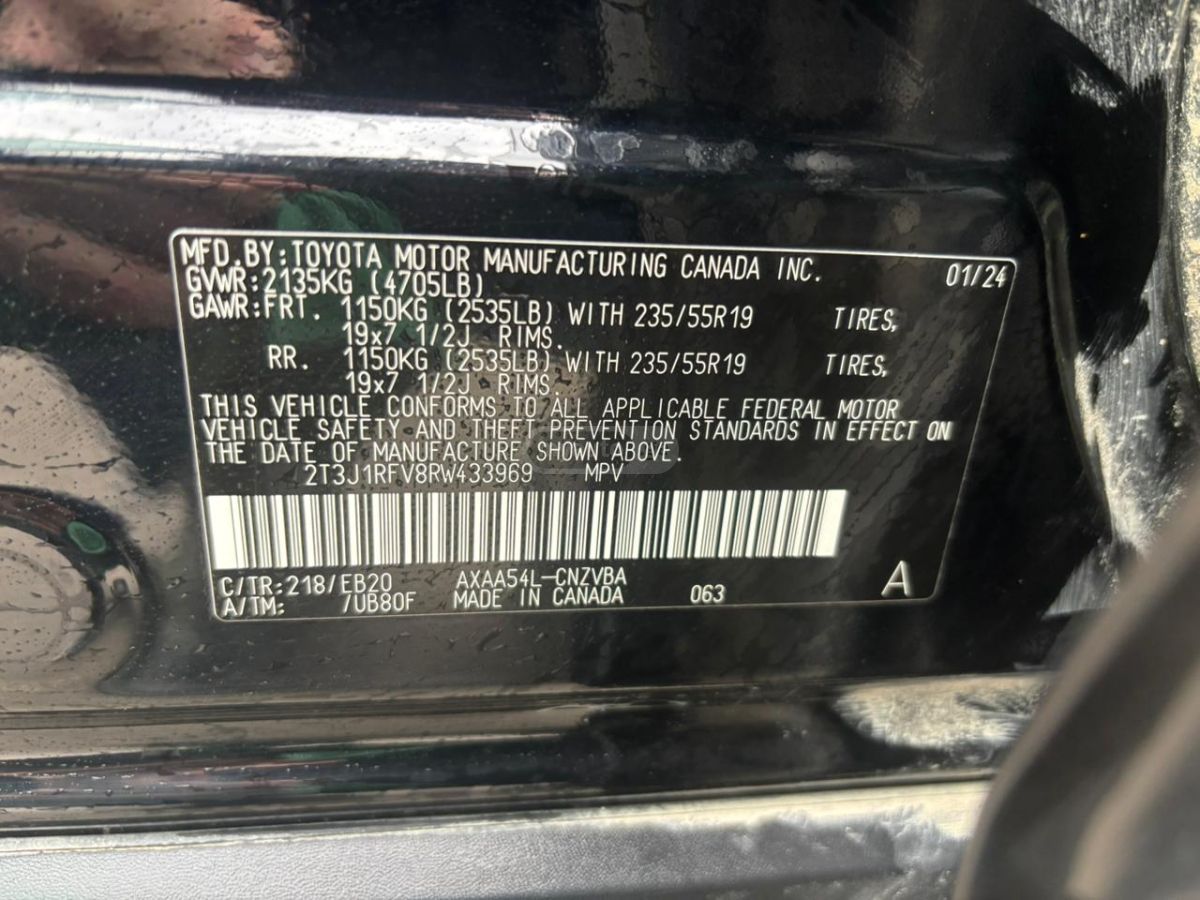 MFD.BY:TOYOTA MOTOR MANUFACTURING CANADA INC. 01/24
GVWR:2135KG (4705LB)
GAWR:FRT. 1150KG (2535LB) WITH 235/55R19 TIRES,
19x7 1/2J RIMS.
RR. 1150KG (2535LB) WITH 235/55R19 TIRES,
19x7 1/2J RIMS.
THIS VEHICLE CONFORMS TO ALL APPLICABLE FEDERAL MOTOR
VEHICLE SAFETY AND THEFT PREVENTION STANDARDS IN EFFECT ON
THE DATE OF MANUFACTURE SHOWN ABOVE.
2T3J1RFV8RW433969 MPV
C/TR:218/EB20 AXAA54L-CNZVBA
A/TM: /UB80F MADE IN CANADA 063 A